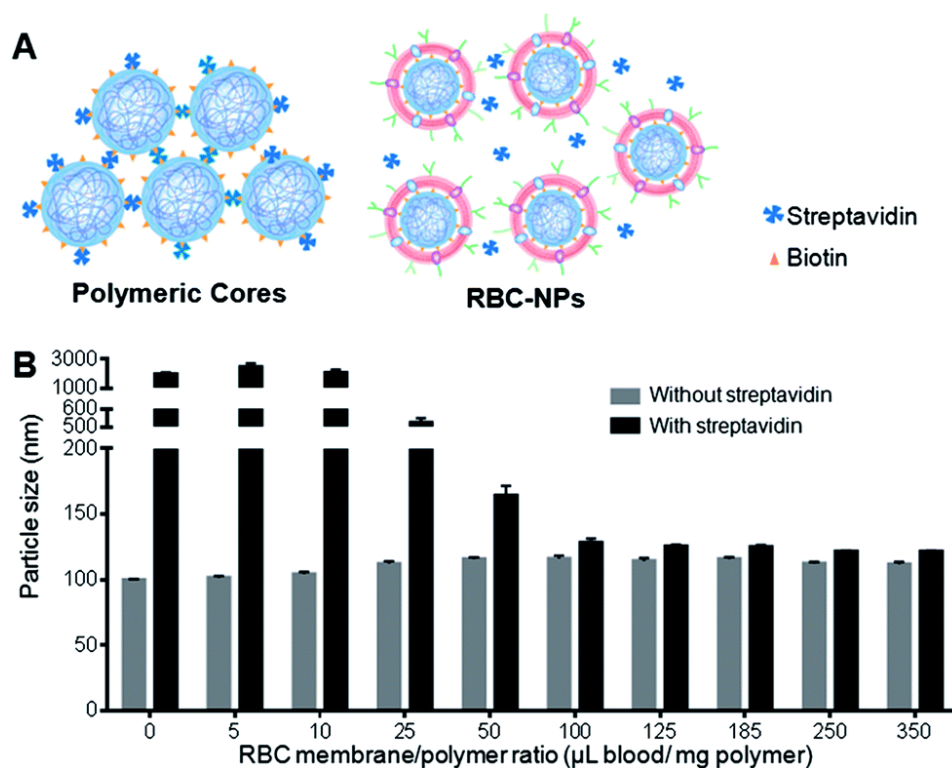 A
Streptavidin
Biotin
Polymeric Cores
RBC-NPs
B
3000
1000
600
500
200
150
100
50
0
Particle size (nm)
Without streptavidin
With streptavidin
0 5 10 25 50 100 125 185 250 350
RBC membrane/polymer ratio (µL blood/ mg polymer)